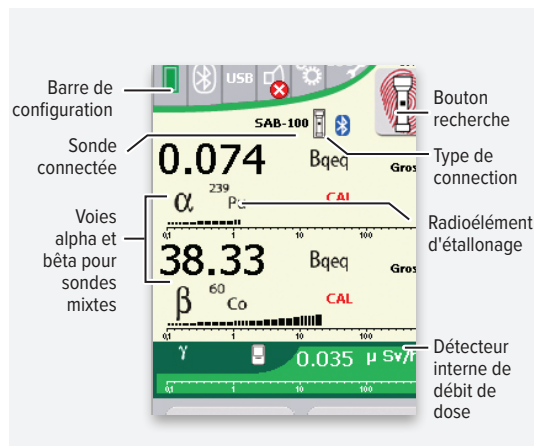 USB
Barre de
configuration
Bouton
recherche
SAB-100
Sonde
connectée
Type de
connection
0.074 Bqeq Gros
α 239 Pu CAL
0,1 1 10 100
Voies
alpha et
bêta pour
sondes
mixtes
Radioélément
d'étallonage
38.33 Bqeq Gros
β 60 Co CAL
0,1 1 10 100
γ 0.035 µ Sv/h
0,1 1 10 100
Détecteur
interne de
débit de
dose